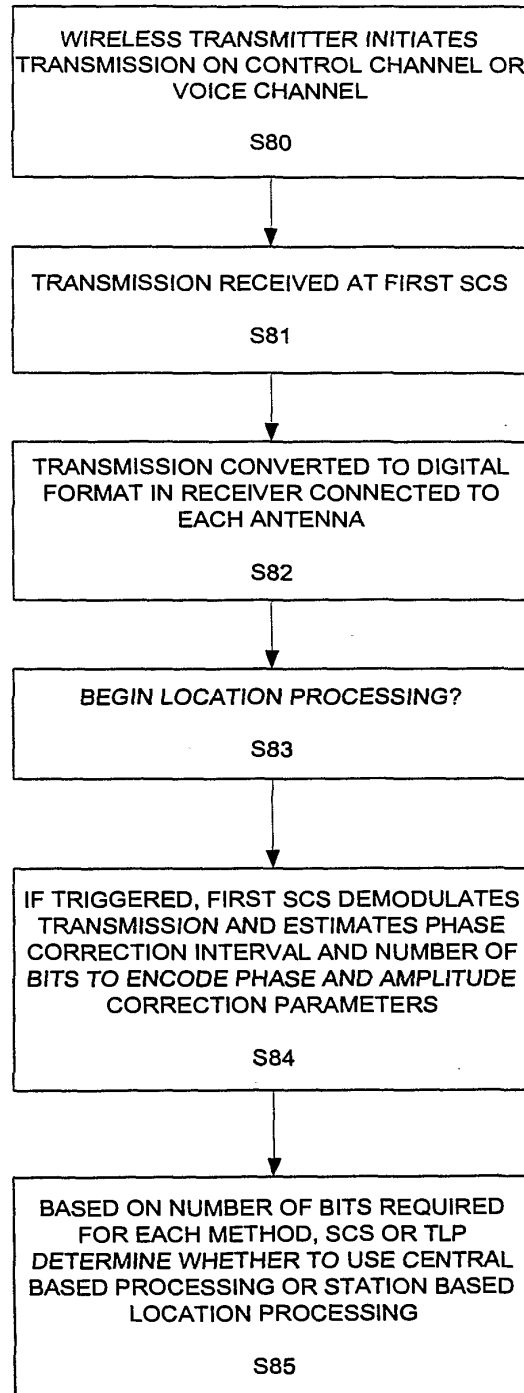 WIRELESS TRANSMITTER INITIATES
TRANSMISSION ON CONTROL CHANNEL OR
VOICE CHANNEL
S80
TRANSMISSION RECEIVED AT FIRST SCS
S81
TRANSMISSION CONVERTED TO DIGITAL
FORMAT IN RECEIVER CONNECTED TO
EACH ANTENNA
S82
BEGIN LOCATION PROCESSING?
S83
IF TRIGGERED, FIRST SCS DEMODULATES
TRANSMISSION AND ESTIMATES PHASE
CORRECTION INTERVAL AND NUMBER OF
BITS TO ENCODE PHASE AND AMPLITUDE
CORRECTION PARAMETERS
S84
BASED ON NUMBER OF BITS REQUIRED
FOR EACH METHOD, SCS OR TLP
DETERMINE WHETHER TO USE CENTRAL
BASED PROCESSING OR STATION BASED
LOCATION PROCESSING
S85